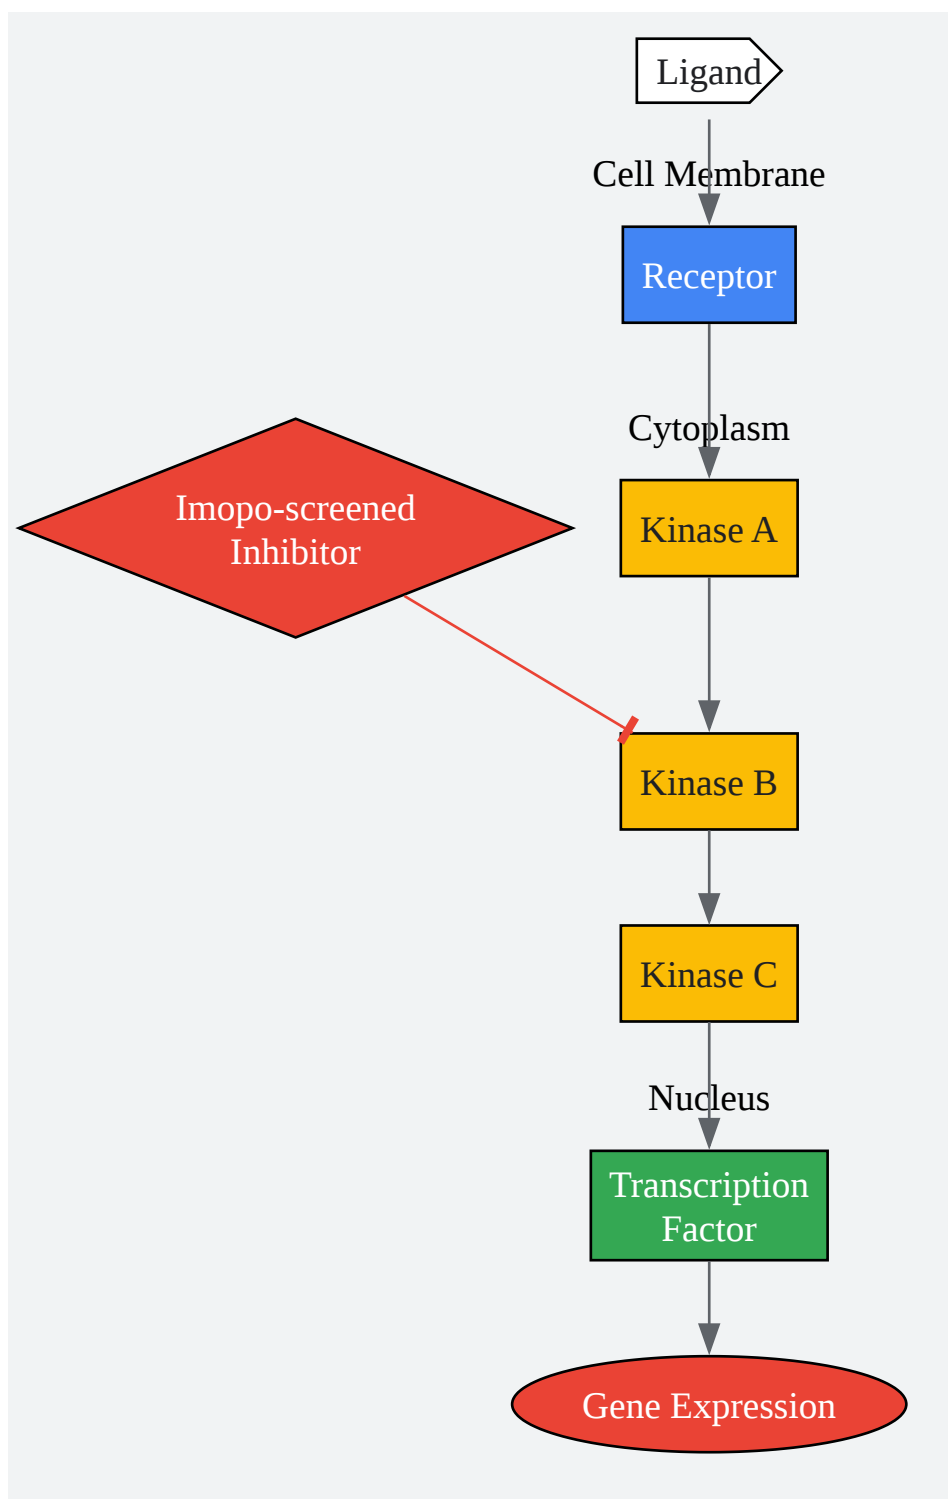 Ligand
Cell Membrane
Receptor
Cytoplasm
Imopo-screened
Inhibitor
Kinase A
Kinase B
Kinase C
Nucleus
Transcription
Factor
Gene Expression